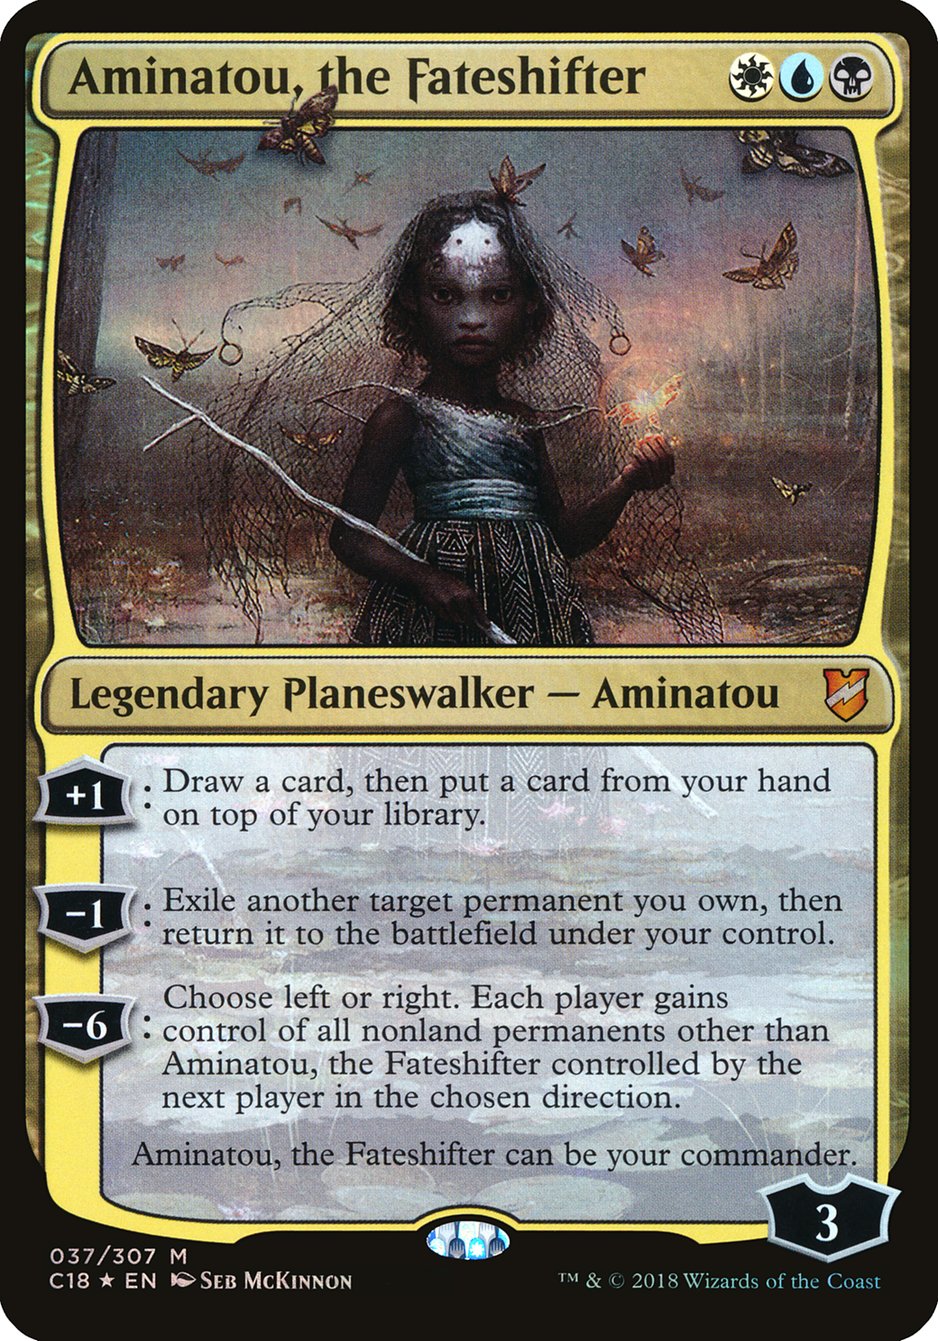 Aminatou, the Fateshifter
Legendary Planeswalker — Aminatou
+1 : Draw a card, then put a card from your hand
on top of your library.
−1 : Exile another target permanent you own, then
return it to the battlefield under your control.
−6 : Choose left or right. Each player gains
control of all nonland permanents other than
Aminatou, the Fateshifter controlled by the
next player in the chosen direction.
Aminatou, the Fateshifter can be your commander.
3
037/307 M
C18 ★ EN Seb McKinnon
™ & © 2018 Wizards of the Coast